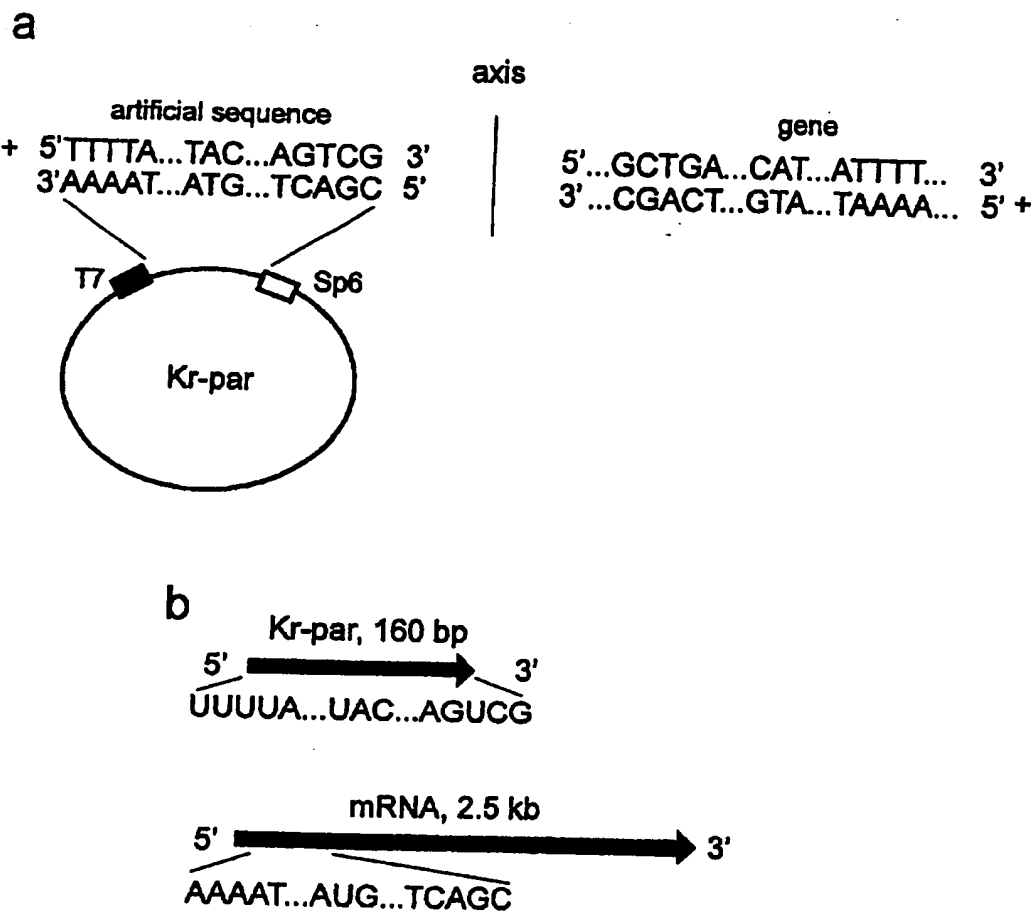 a
axis
artificial sequence
+ 5'TTTTA...TAC...AGTCG 3'
3'AAAAT...ATG...TCAGC 5'
gene
5'...GCTGA...CAT...ATTTT... 3'
3'...CGACT...GTA...TAAAA... 5' +
T7
Sp6
Kr-par
b
Kr-par, 160 bp
5' 3'
UUUUA...UAC...AGUCG
mRNA, 2.5 kb
5' 3'
AAAAT...AUG...TCAGC